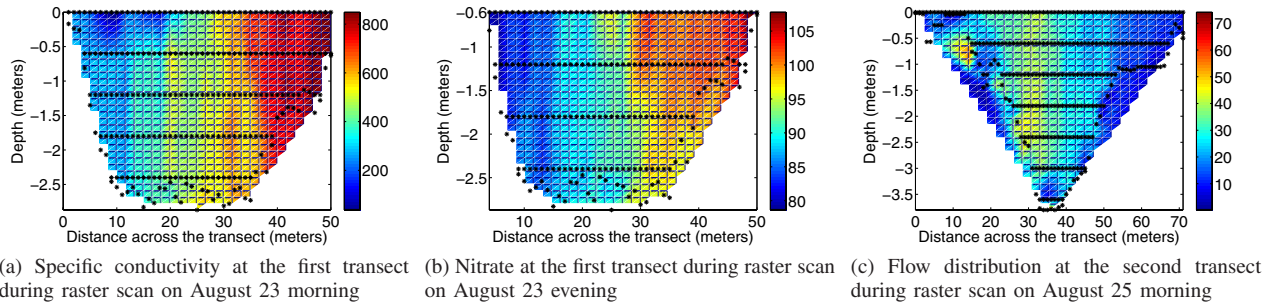 0
−0.5
−1
−1.5
−2
−2.5
Depth (meters)
0 10 20 30 40 50
Distance across the transect (meters)
800
600
400
200
−0.6
−1
−1.5
−2
−2.5
Depth (meters)
10 20 30 40 50
Distance across the transect (meters)
105
100
95
90
85
80
0
−0.5
−1
−1.5
−2
−2.5
−3
−3.5
Depth (meters)
0 10 20 30 40 50 60 70
Distance across the transect (meters)
70
60
50
40
30
20
10
0
(a) Specific conductivity at the first transect
during raster scan on August 23 morning
(b) Nitrate at the first transect during raster scan
on August 23 evening
(c) Flow distribution at the second transect
during raster scan on August 25 morning